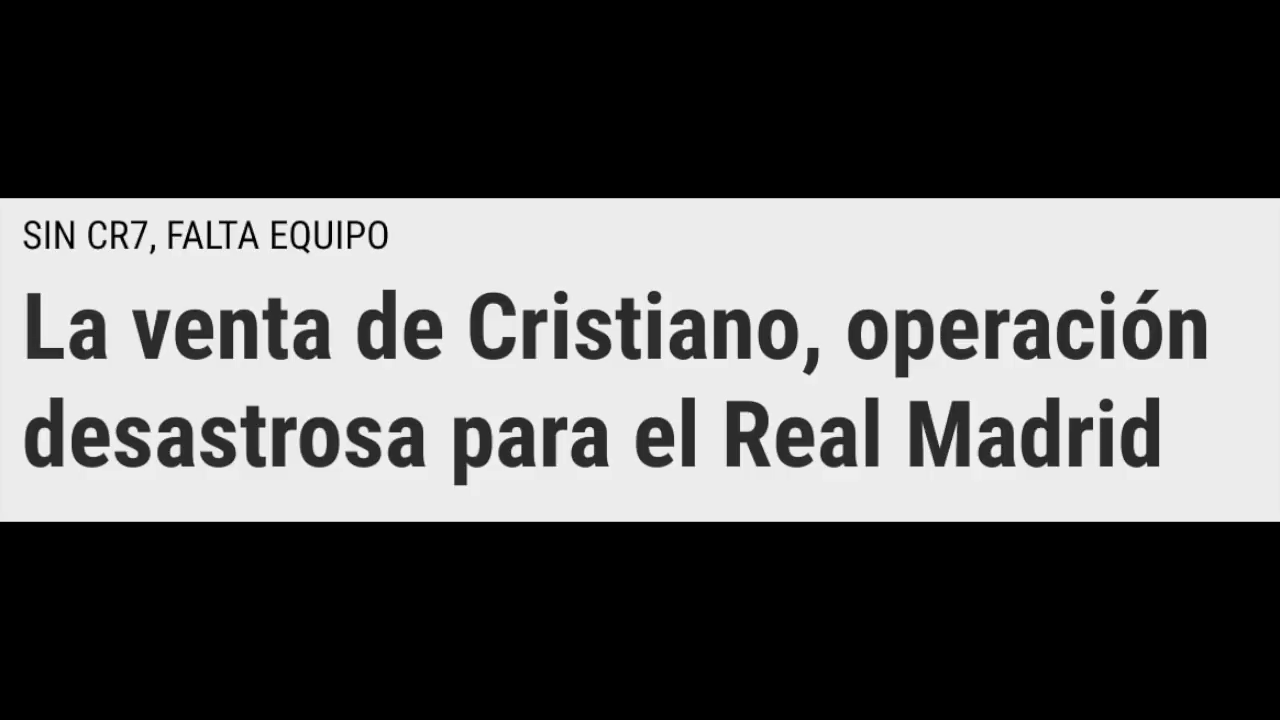 SIN CR7, FALTA EQUIPO
La venta de Cristiano, operación
desastrosa para el Real Madrid